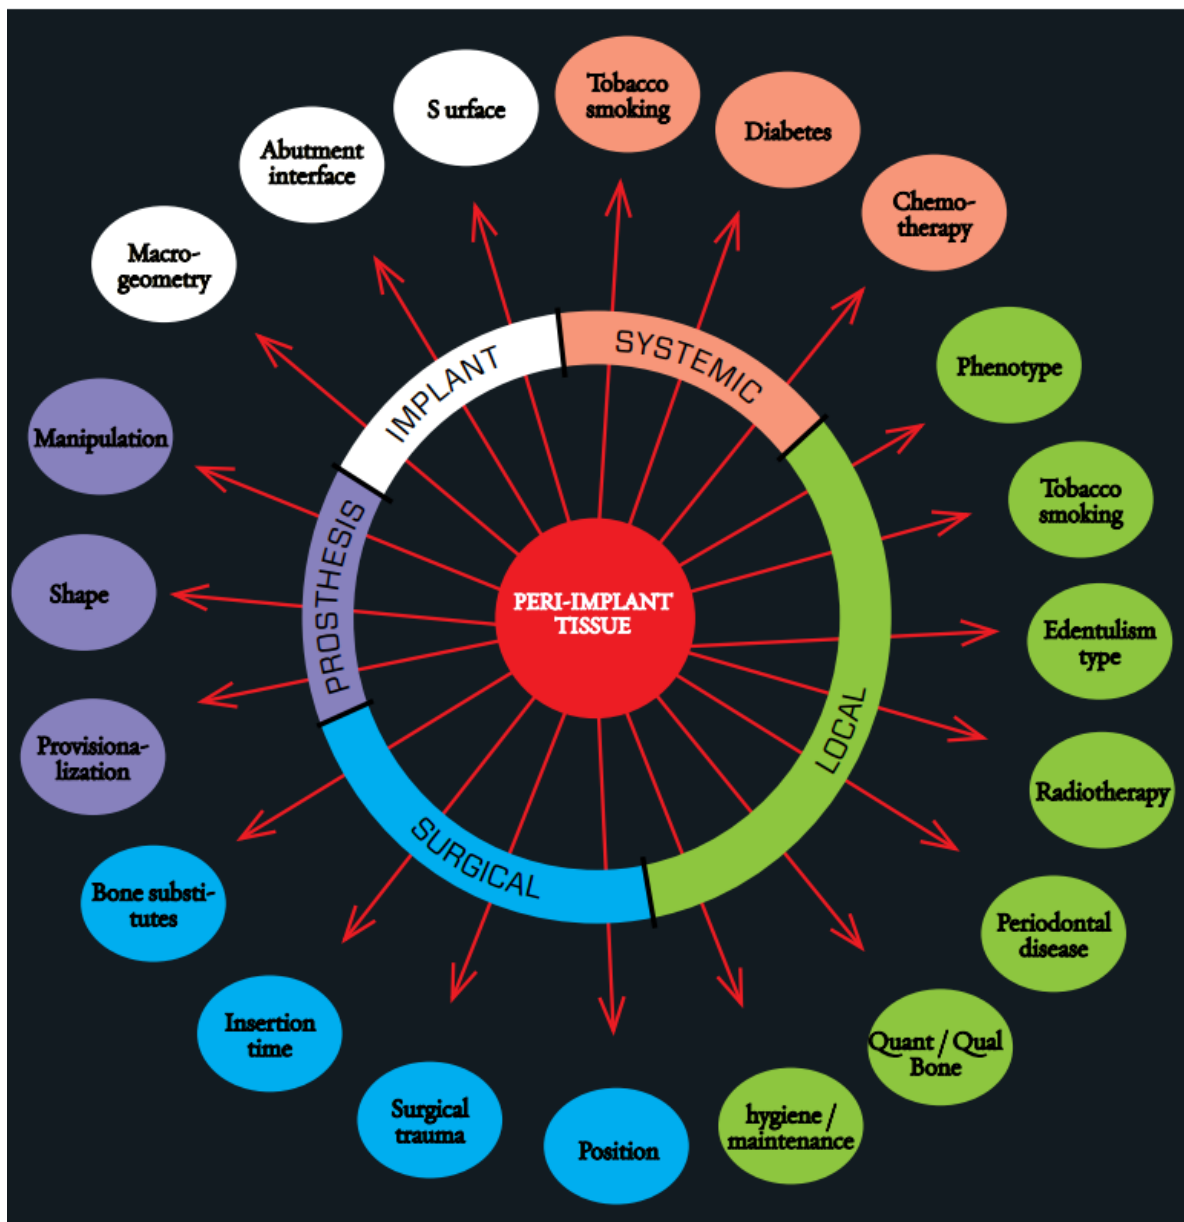 S urface
Tobacco
smoking
Diabetes
Chemo-
therapy
Phenotype
Tobacco
smoking
Edentulism
type
Radiotherapy
Periodontal
disease
Quant / Qual
Bone
hygiene /
maintenance
Position
Surgical
trauma
Insertion
time
Bone substi-
tutes
Provisiona-
lization
Shape
Manipulation
Macro-
geometry
Abutment
interface
IMPLANT
SYSTEMIC
LOCAL
SURGICAL
PROSTHESIS
PERI-IMPLANT
TISSUE